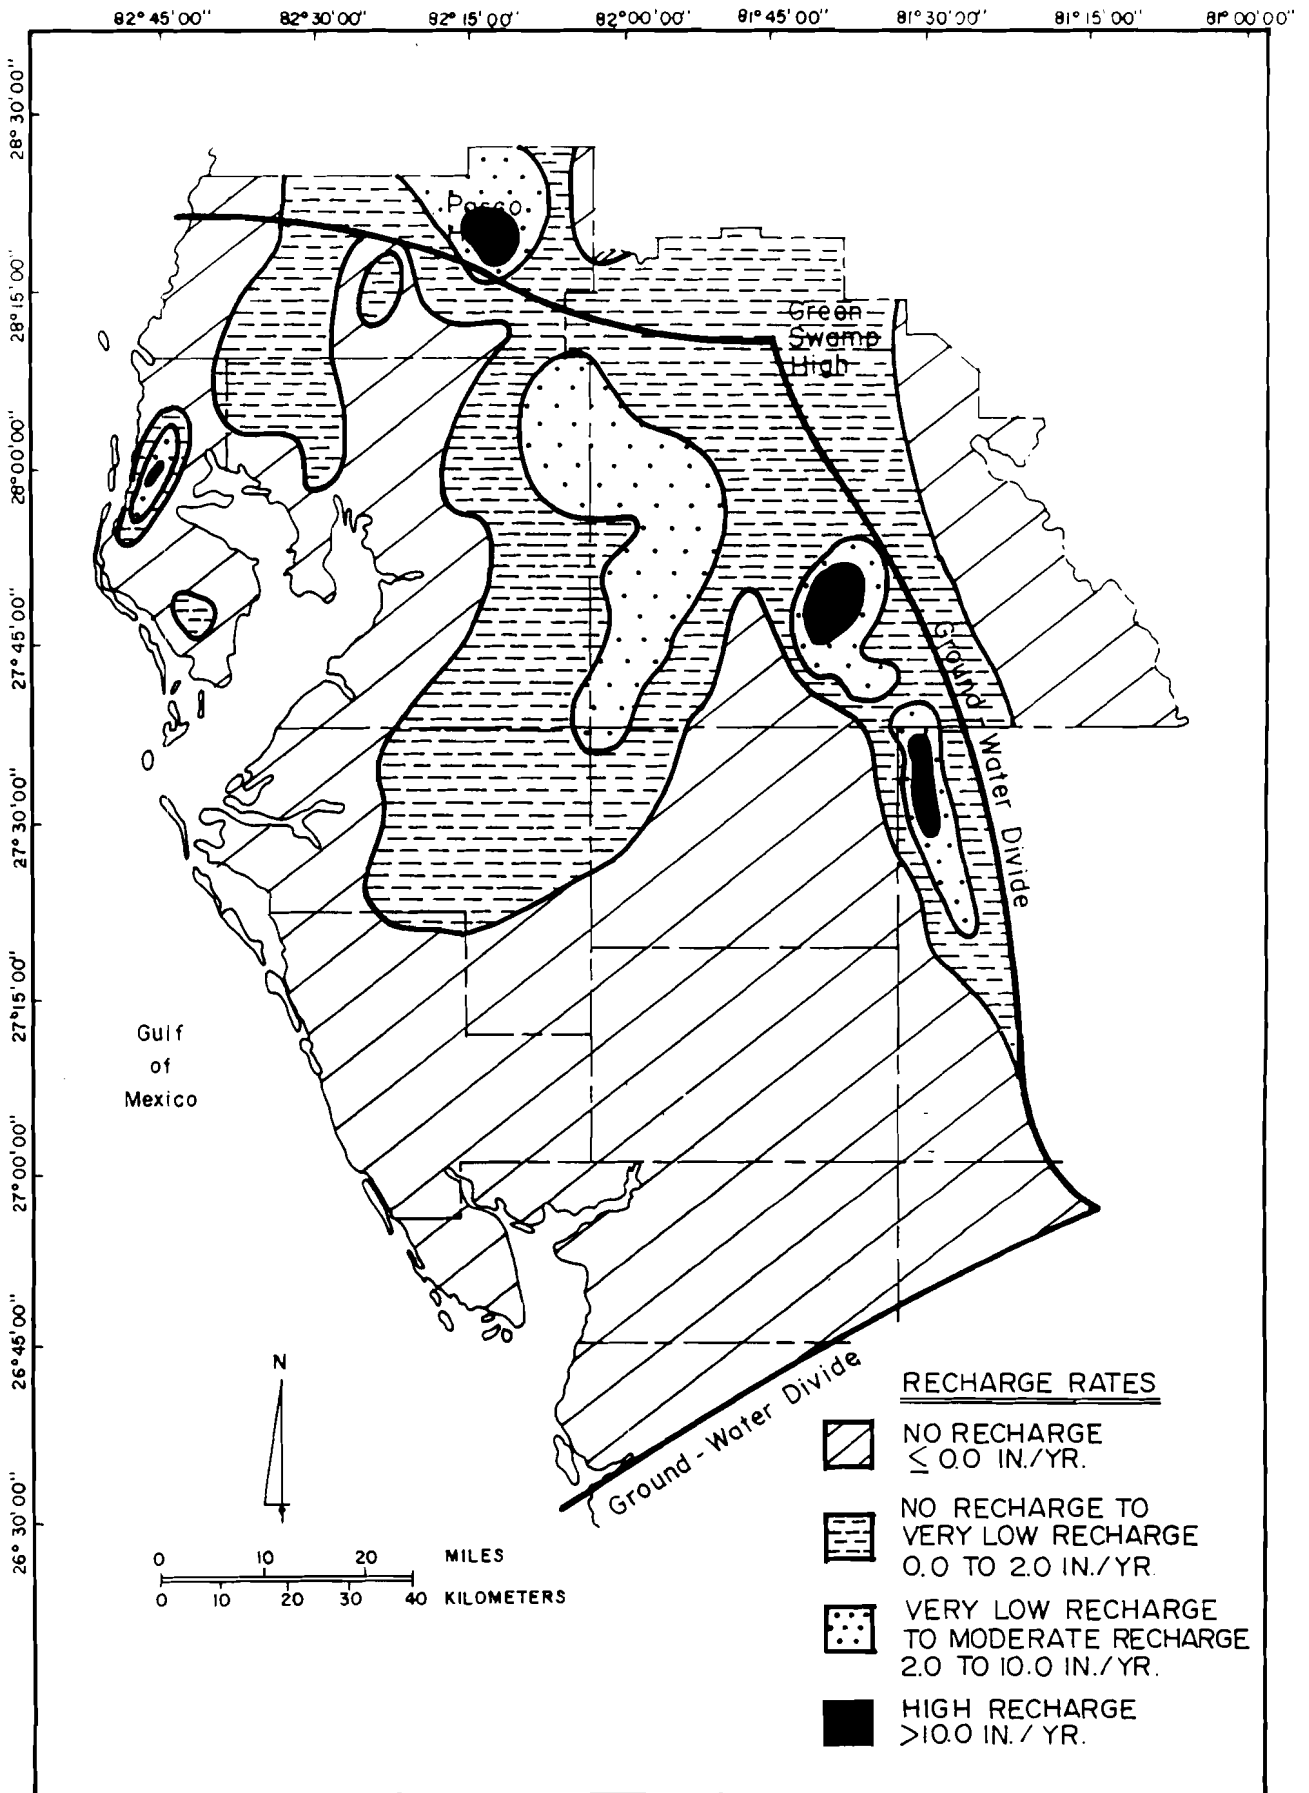 82°45'00"
82°30'00"
82°15'00"
82°00'00"
81°45'00"
81°30'00"
81°15'00"
81°00'00"
28°30'00"
28°15'00"
28°00'00"
27°45'00"
27°30'00"
27°15'00"
27°00'00"
26°45'00"
26°30'00"
Pasco
Green
Swamp
High
Ground - Water Divide
Gulf
of
Mexico
Ground - Water Divide
N
0 10 20 MILES
0 10 20 30 40 KILOMETERS
RECHARGE RATES
NO RECHARGE
≤ 0.0 IN./YR.
NO RECHARGE TO
VERY LOW RECHARGE
0.0 TO 2.0 IN./YR.
VERY LOW RECHARGE
TO MODERATE RECHARGE
2.0 TO 10.0 IN./YR.
HIGH RECHARGE
>10.0 IN./YR.